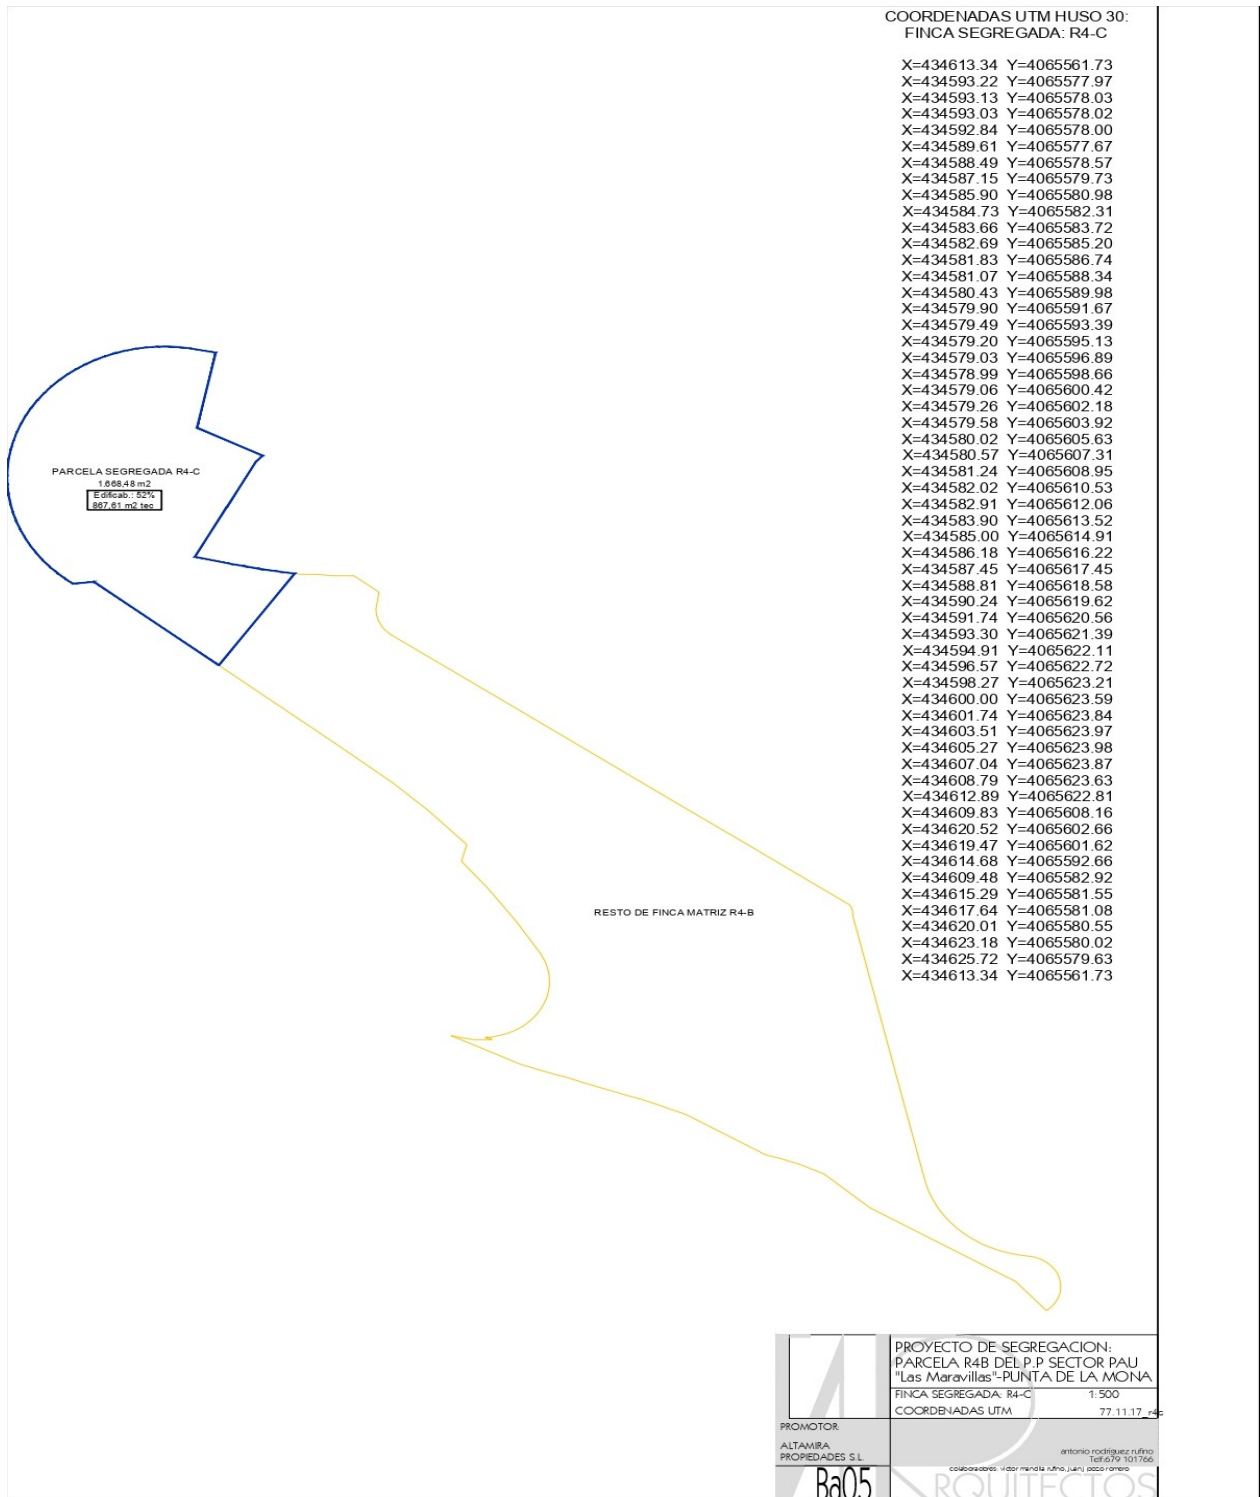 COORDENADAS UTM HUSO 30:
FINCA SEGREGADA: R4-C
X=434613.34 Y=4065561.73
X=434593.22 Y=4065577.97
X=434593.13 Y=4065578.03
X=434593.03 Y=4065578.02
X=434592.84 Y=4065578.00
X=434589.61 Y=4065577.67
X=434588.49 Y=4065578.57
X=434587.15 Y=4065579.73
X=434585.90 Y=4065580.98
X=434584.73 Y=4065582.31
X=434583.66 Y=4065583.72
X=434582.69 Y=4065585.20
X=434581.83 Y=4065586.74
X=434581.07 Y=4065588.34
X=434580.43 Y=4065589.98
X=434579.90 Y=4065591.67
X=434579.49 Y=4065593.39
X=434579.20 Y=4065595.13
X=434579.03 Y=4065596.89
X=434578.99 Y=4065598.66
X=434579.06 Y=4065600.42
X=434579.26 Y=4065602.18
X=434579.58 Y=4065603.92
X=434580.02 Y=4065605.63
X=434580.57 Y=4065607.31
X=434581.24 Y=4065608.95
X=434582.02 Y=4065610.53
X=434582.91 Y=4065612.06
X=434583.90 Y=4065613.52
X=434585.00 Y=4065614.91
X=434586.18 Y=4065616.22
X=434587.45 Y=4065617.45
X=434588.81 Y=4065618.58
X=434590.24 Y=4065619.62
X=434591.74 Y=4065620.56
X=434593.30 Y=4065621.39
X=434594.91 Y=4065622.11
X=434596.57 Y=4065622.72
X=434598.27 Y=4065623.21
X=434600.00 Y=4065623.59
X=434601.74 Y=4065623.84
X=434603.51 Y=4065623.97
X=434605.27 Y=4065623.98
X=434607.04 Y=4065623.87
X=434608.79 Y=4065623.63
X=434612.89 Y=4065622.81
X=434609.83 Y=4065608.16
X=434620.52 Y=4065602.66
X=434619.47 Y=4065601.62
X=434614.68 Y=4065592.66
X=434609.48 Y=4065582.92
X=434615.29 Y=4065581.55
X=434617.64 Y=4065581.08
X=434620.01 Y=4065580.55
X=434623.18 Y=4065580.02
X=434625.72 Y=4065579.63
X=434613.34 Y=4065561.73
PARCELA SEGREGADA R4-C
1.668,48 m2
Edificab.: 52%
867,61 m2 tec
RESTO DE FINCA MATRIZ R4-B
PROYECTO DE SEGREGACION:
PARCELA R4B DEL P.P SECTOR PAU
"Las Maravillas"-PUNTA DE LA MONA
FINCA SEGREGADA: R4-C 1:500
COORDENADAS UTM 77.11.17_r4c
PROMOTOR:
ALTAMIRA
PROPIEDADES S.L.
antonio rodriguez rufino
Telf:679 101766
colaboradores: victor mandila rufino, juan j pozo romero
Ba05
ARQUITECTOS